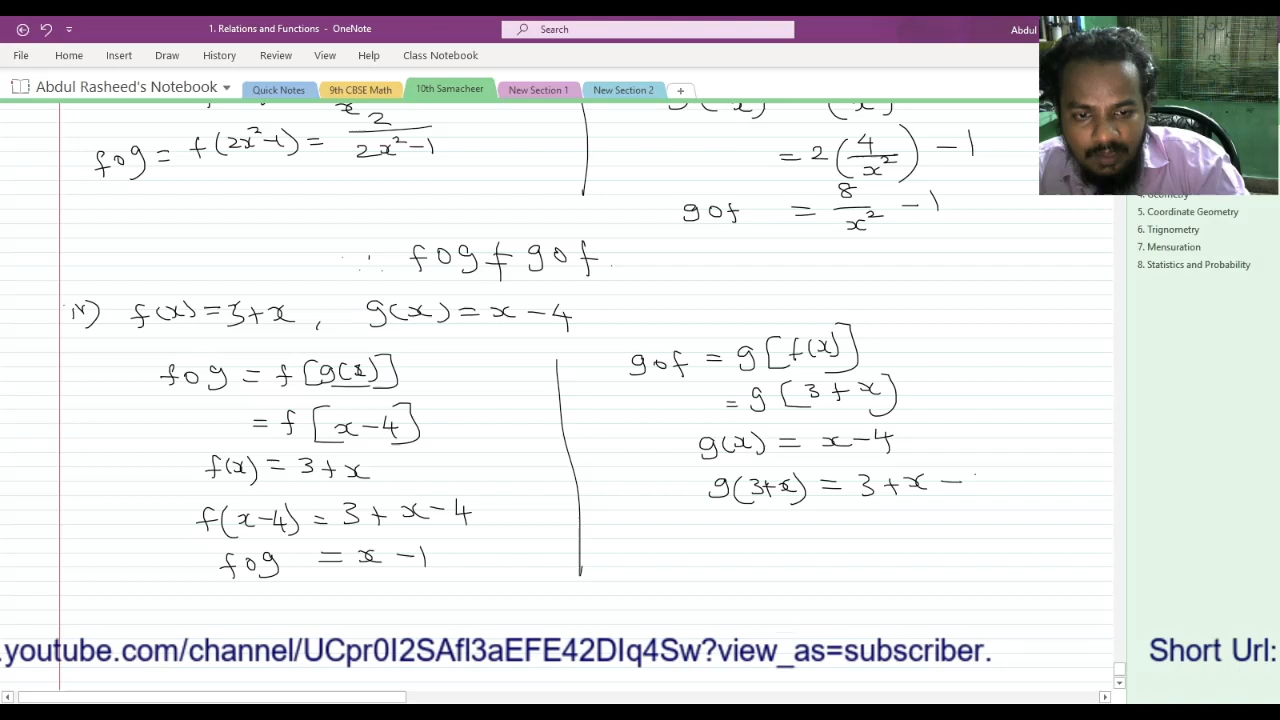 1. Relations and Functions - OneNote
Search
Abdul
File Home Insert Draw History Review View Help Class Notebook
Abdul Rasheed's Notebook
Quick Notes 9th CBSE Math 10th Samacheer New Section 1 New Section 2
5. Coordinate Geometry
6. Trignometry
7. Mensuration
8. Statistics and Probability
fog = f(2x²-1) = 2/(2x²-1)
= 2(4/x²) - 1
gof = 8/x² - 1
∴ fog ≠ gof.
iv) f(x) = 3+x, g(x) = x-4
fog = f[g(x)]
= f[x-4]
f(x) = 3+x
f(x-4) = 3+x-4
fog = x-1
gof = g[f(x)]
= g[3+x]
g(x) = x-4
g(3+x) = 3+x-
.youtube.com/channel/UCpr0I2SAfl3aEFE42DIq4Sw?view_as=subscriber.
Short Url: